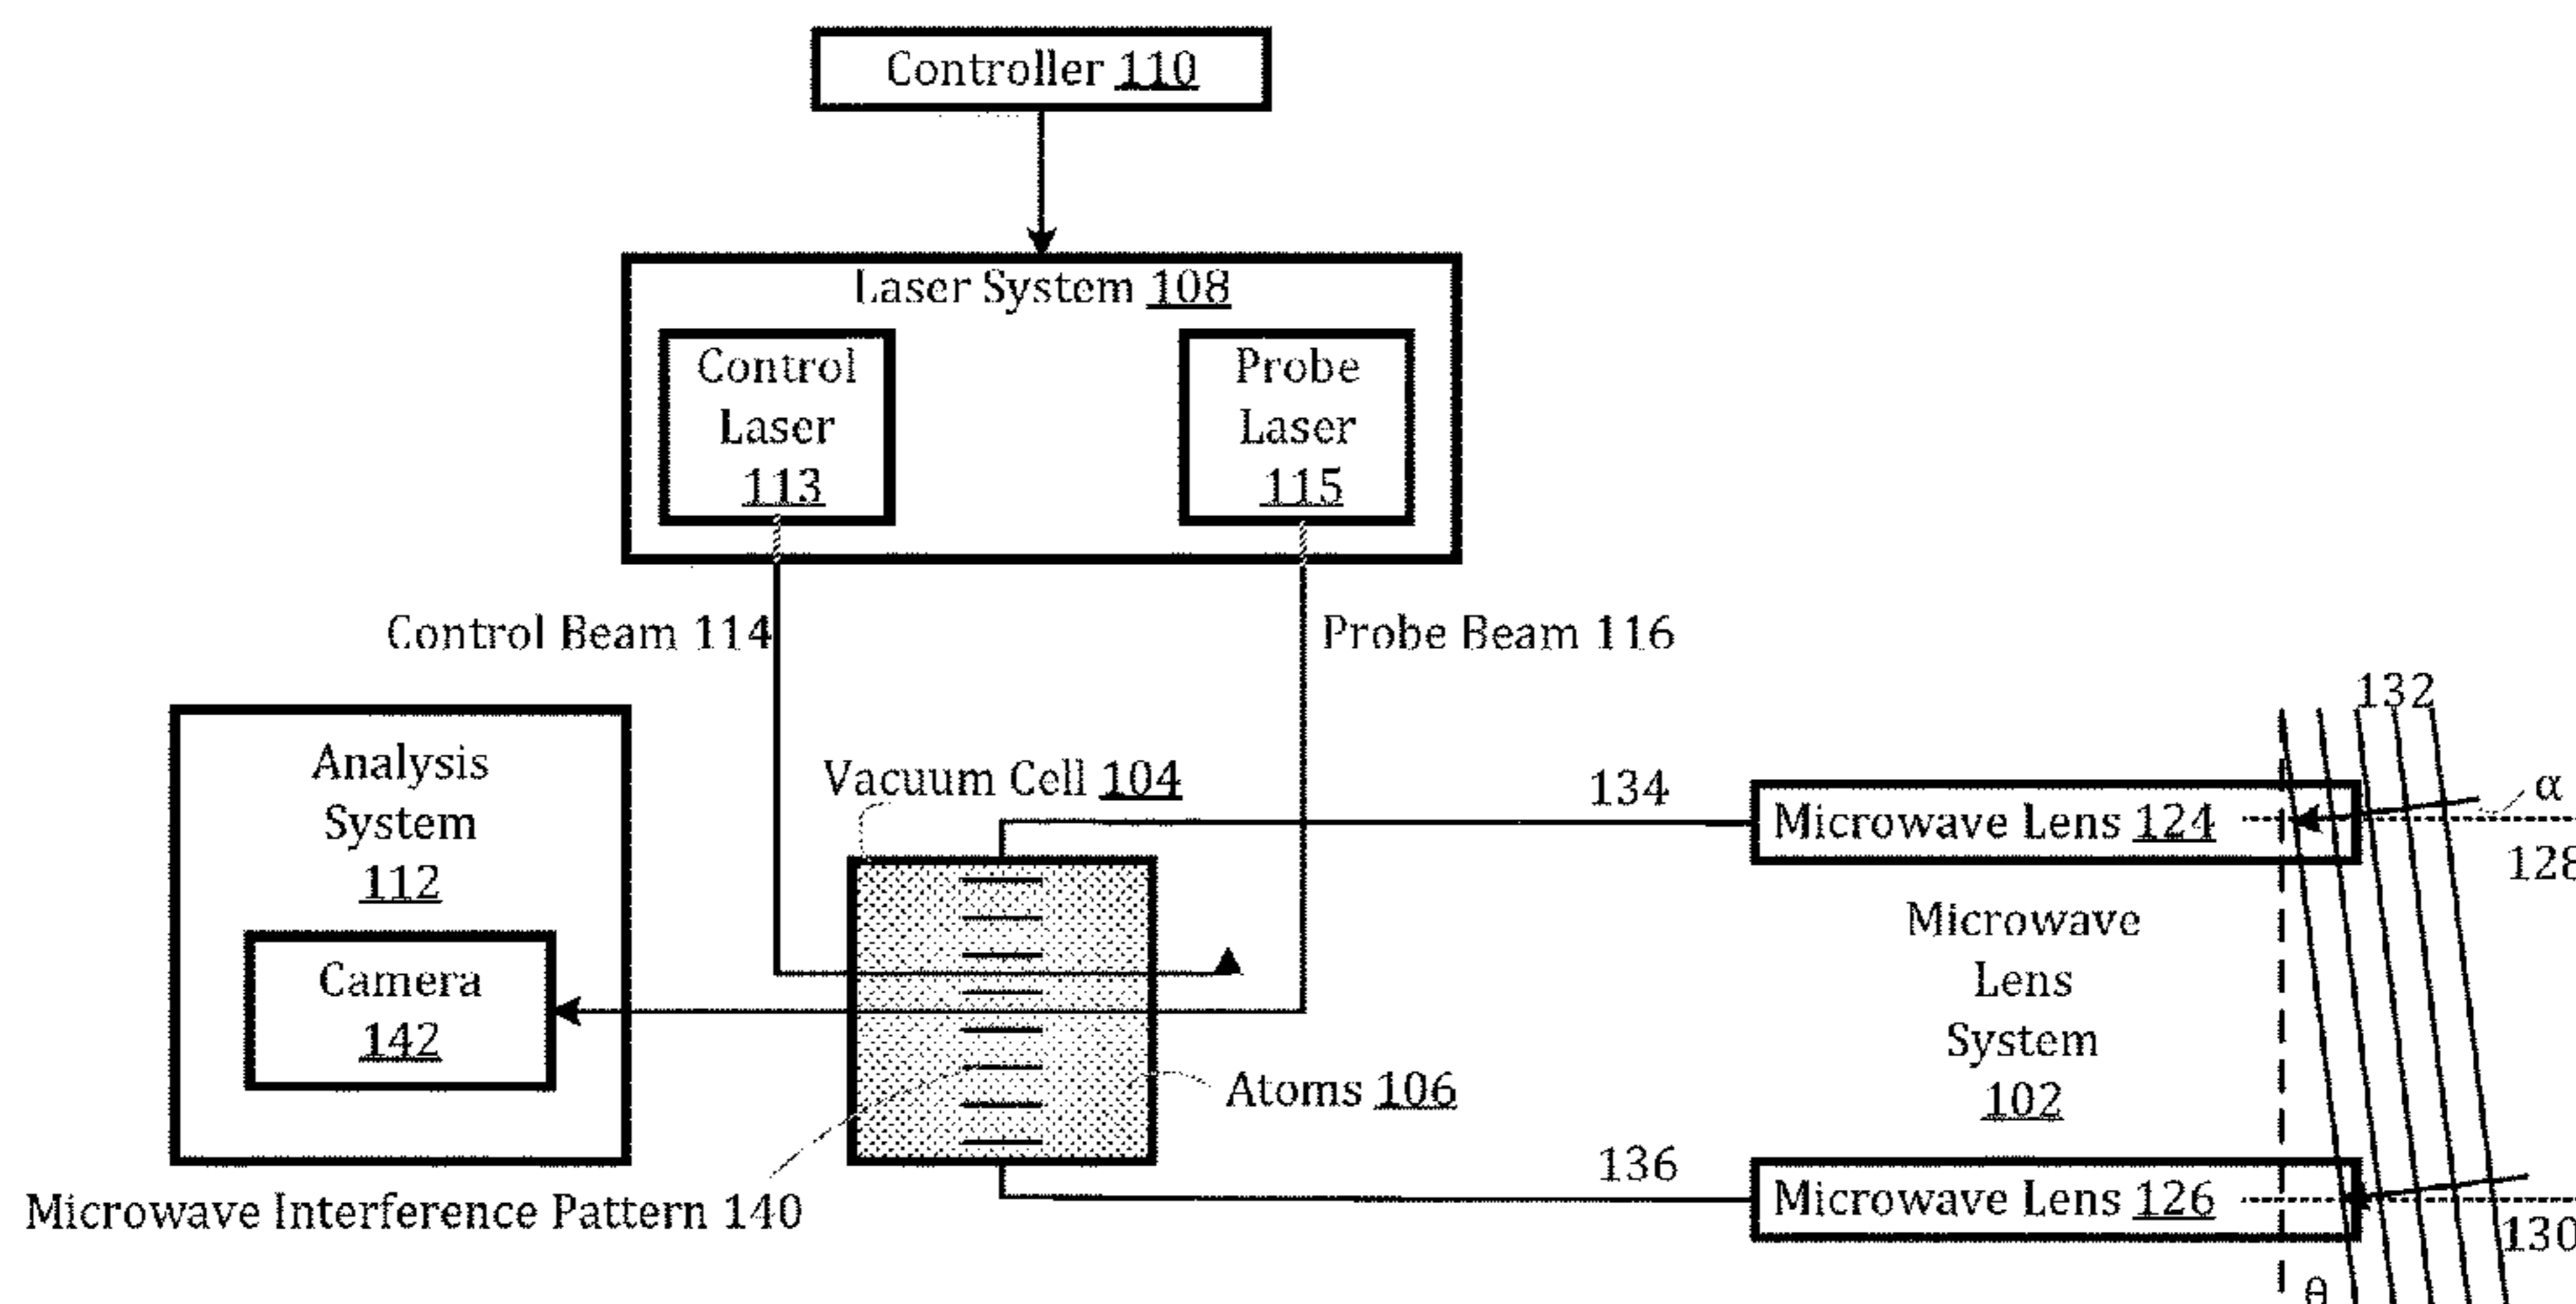 Controller 110
Laser System 108
Control
Laser
113
Probe
Laser
115
Control Beam 114
Probe Beam 116
132
Analysis
System
112
Camera
142
Vacuum Cell 104
134
Microwave Lens 124
α
128
Microwave
Lens
System
102
Atoms 106
136
Microwave Interference Pattern 140
Microwave Lens 126
130
θ